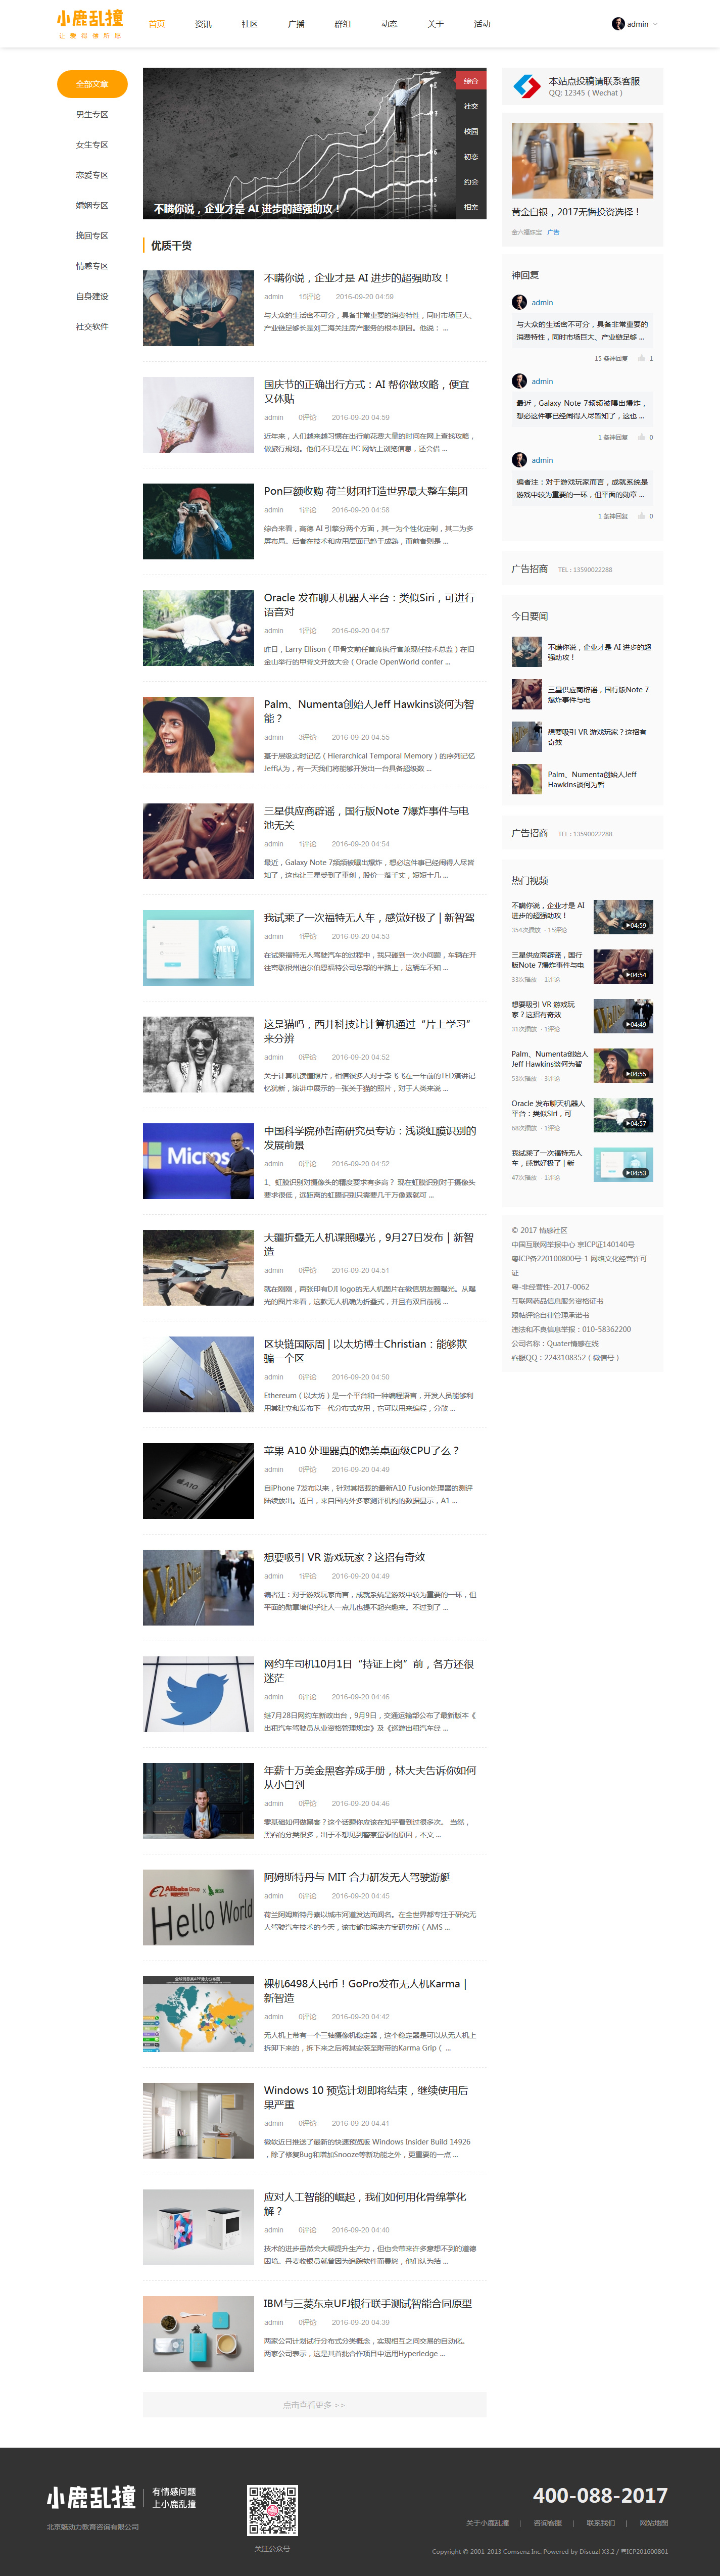 小鹿乱撞
让爱得偿所愿
首页
资讯
社区
广播
群组
动态
关于
活动
admin
全部文章
男生专区
女生专区
恋爱专区
婚姻专区
挽回专区
情感专区
自身建设
社交软件
综合
社交
校园
初恋
约会
相亲
不瞒你说，企业才是 AI 进步的超强助攻！
优质干货
不瞒你说，企业才是 AI 进步的超强助攻！
admin 15评论 2016-09-20 04:59
与大众的生活密不可分，具备非常重要的消费特性，同时市场巨大、
产业链足够长是刘二海关注房产服务的根本原因。他说： ...
国庆节的正确出行方式：AI 帮你做攻略，便宜
又体贴
admin 0评论 2016-09-20 04:59
近年来，人们越来越习惯在出行前花费大量的时间在网上查找攻略，
做旅行规划。他们不只是在 PC 网站上浏览信息，还会借 ...
Pon巨额收购 荷兰财团打造世界最大整车集团
admin 1评论 2016-09-20 04:58
综合来看，高德 AI 引擎分两个方面，其一为个性化定制，其二为多
屏布局。后者在技术和应用层面已趋于成熟，而前者则是 ...
Oracle 发布聊天机器人平台：类似Siri，可进行
语音对
admin 1评论 2016-09-20 04:57
昨日，Larry Ellison（甲骨文前任首席执行官兼现任技术总监）在旧
金山举行的甲骨文开放大会（Oracle OpenWorld confer ...
Palm、Numenta创始人Jeff Hawkins谈何为智
能？
admin 3评论 2016-09-20 04:55
基于层级实时记忆（Hierarchical Temporal Memory）的序列记忆
Jeff认为，有一天我们将能够开发出一台具备超级数 ...
三星供应商辟谣，国行版Note 7爆炸事件与电
池无关
admin 1评论 2016-09-20 04:54
最近，Galaxy Note 7频频被曝出爆炸，想必这件事已经闹得人尽皆
知了，这也让三星受到了重创，股价一落千丈，短短十几 ...
我试乘了一次福特无人车，感觉好极了 | 新智驾
admin 1评论 2016-09-20 04:53
在试乘福特无人驾驶汽车的过程中，我只碰到一次小问题，车辆在开
往密歇根州迪尔伯恩福特公司总部的半路上，这辆车不知 ...
这是猫吗，西井科技让计算机通过“片上学习”
来分辨
admin 0评论 2016-09-20 04:52
关于计算机读懂照片，相信很多人对于李飞飞在一年前的TED演讲记
忆犹新，演讲中展示的一张关于猫的照片，对于人类来说 ...
Micros
中国科学院孙哲南研究员专访：浅谈虹膜识别的
发展前景
admin 0评论 2016-09-20 04:52
1、虹膜识别对摄像头的精度要求有多高？ 现在虹膜识别对于摄像头
要求很低，远距离的虹膜识别只需要几千万像素就可 ...
大疆折叠无人机谍照曝光，9月27日发布 | 新智
造
admin 0评论 2016-09-20 04:51
就在刚刚，两张印有DJI logo的无人机图片在微信朋友圈曝光。从曝
光的图片来看，这款无人机确为折叠式，并且有双目前视 ...
区块链国际周 | 以太坊博士Christian：能够欺
骗一个区
admin 0评论 2016-09-20 04:50
Ethereum（以太坊）是一个平台和一种编程语言，开发人员能够利
用其建立和发布下一代分布式应用，它可以用来编程，分散 ...
A10
苹果 A10 处理器真的媲美桌面级CPU了么？
admin 0评论 2016-09-20 04:49
自iPhone 7发布以来，针对其搭载的最新A10 Fusion处理器的测评
陆续放出。近日，来自国内外多家测评机构的数据显示，A1 ...
Wall Street
想要吸引 VR 游戏玩家？这招有奇效
admin 1评论 2016-09-20 04:49
编者注：对于游戏玩家而言，成就系统是游戏中较为重要的一环，但
平面的勋章墙似乎让人一点儿也提不起兴趣来。不过到了 ...
网约车司机10月1日“持证上岗”前，各方还很
迷茫
admin 0评论 2016-09-20 04:46
继7月28日网约车新政出台，9月9日，交通运输部公布了最新版本《
出租汽车驾驶员从业资格管理规定》及《巡游出租汽车经 ...
年薪十万美金黑客养成手册，林大夫告诉你如何
从小白到
admin 0评论 2016-09-20 04:46
零基础如何做黑客？这个话题你应该在知乎看到过很多次。 当然，
黑客的分类很多，出于不想见到警察蜀黍的原因，本文 ...
Alibaba Group
Hello World
阿姆斯特丹与 MIT 合力研发无人驾驶游艇
admin 0评论 2016-09-20 04:45
荷兰阿姆斯特丹素以城市河道发达而闻名。在全世界都专注于研究无
人驾驶汽车技术的今天，该市都市解决方案研究所（AMS ...
裸机6498人民币！GoPro发布无人机Karma |
新智造
admin 0评论 2016-09-20 04:42
无人机上带有一个三轴摄像机稳定器，这个稳定器是可以从无人机上
拆卸下来的，拆下来之后将其安装至附带的Karma Grip（ ...
Windows 10 预览计划即将结束，继续使用后
果严重
admin 0评论 2016-09-20 04:41
微软近日推送了最新的快速预览版 Windows Insider Build 14926
，除了修复Bug和增加Snooze等新功能之外，更重要的一点 ...
应对人工智能的崛起，我们如何用化骨绵掌化
解？
admin 0评论 2016-09-20 04:40
技术的进步虽然会大幅提升生产力，但也会带来许多意想不到的道德
困境。丹麦收银员就曾因为追踪软件而暴怒，他们认为结 ...
IBM与三菱东京UFJ银行联手测试智能合同原型
admin 0评论 2016-09-20 04:39
两家公司计划试行分布式分类概念，实现相互之间交易的自动化。
两家公司表示，这是其首批合作项目中运用Hyperledge ...
点击查看更多 >>
本站点投稿请联系客服
QQ: 12345（Wechat）
黄金白银，2017无悔投资选择！
金六福珠宝 广告
神回复
admin
与大众的生活密不可分，具备非常重要的
消费特性，同时市场巨大、产业链足够 ...
15 条神回复 1
admin
最近，Galaxy Note 7频频被曝出爆炸，
想必这件事已经闹得人尽皆知了，这也 ...
1 条神回复 0
admin
编者注：对于游戏玩家而言，成就系统是
游戏中较为重要的一环，但平面的勋章 ...
1 条神回复 0
广告招商 TEL : 13590022288
今日要闻
不瞒你说，企业才是 AI 进步的超
强助攻！
三星供应商辟谣，国行版Note 7
爆炸事件与电
想要吸引 VR 游戏玩家？这招有
奇效
Palm、Numenta创始人Jeff
Hawkins谈何为智
广告招商 TEL : 13590022288
热门视频
不瞒你说，企业才是 AI
进步的超强助攻！
354次播放 · 15评论
04:59
三星供应商辟谣，国行
版Note 7爆炸事件与电
33次播放 · 1评论
04:54
想要吸引 VR 游戏玩
家？这招有奇效
31次播放 · 1评论
04:49
Palm、Numenta创始人
Jeff Hawkins谈何为智
53次播放 · 3评论
04:55
Oracle 发布聊天机器人
平台：类似Siri，可
68次播放 · 1评论
04:57
我试乘了一次福特无人
车，感觉好极了 | 新
47次播放 · 1评论
04:53
© 2017 情感社区
中国互联网举报中心 京ICP证140140号
粤ICP备220100800号-1 网络文化经营许可
证
粤-非经营性-2017-0062
互联网药品信息服务资格证书
跟帖评论自律管理承诺书
违法和不良信息举报：010-58362200
公司名称：Quater情感在线
客服QQ：2243108352（微信号）
小鹿乱撞
有情感问题
上小鹿乱撞
北京魅动力教育咨询有限公司
关注公众号
400-088-2017
关于小鹿乱撞 | 咨询客服 | 联系我们 | 网站地图
Copyright © 2001-2013 Comsenz Inc. Powered by Discuz! X3.2 / 粤ICP201600801